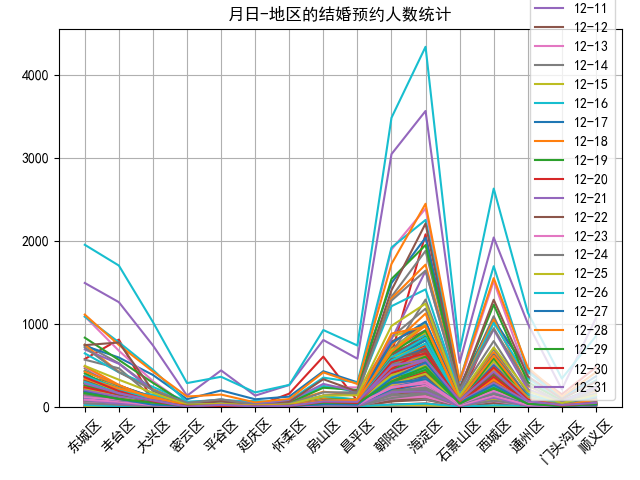 月日-地区的结婚预约人数统计
4000
3000
2000
1000
0
东城区
丰台区
大兴区
密云区
平谷区
延庆区
怀柔区
房山区
昌平区
朝阳区
海淀区
石景山区
西城区
通州区
门头沟区
顺义区
12-11
12-12
12-13
12-14
12-15
12-16
12-17
12-18
12-19
12-20
12-21
12-22
12-23
12-24
12-25
12-26
12-27
12-28
12-29
12-30
12-31